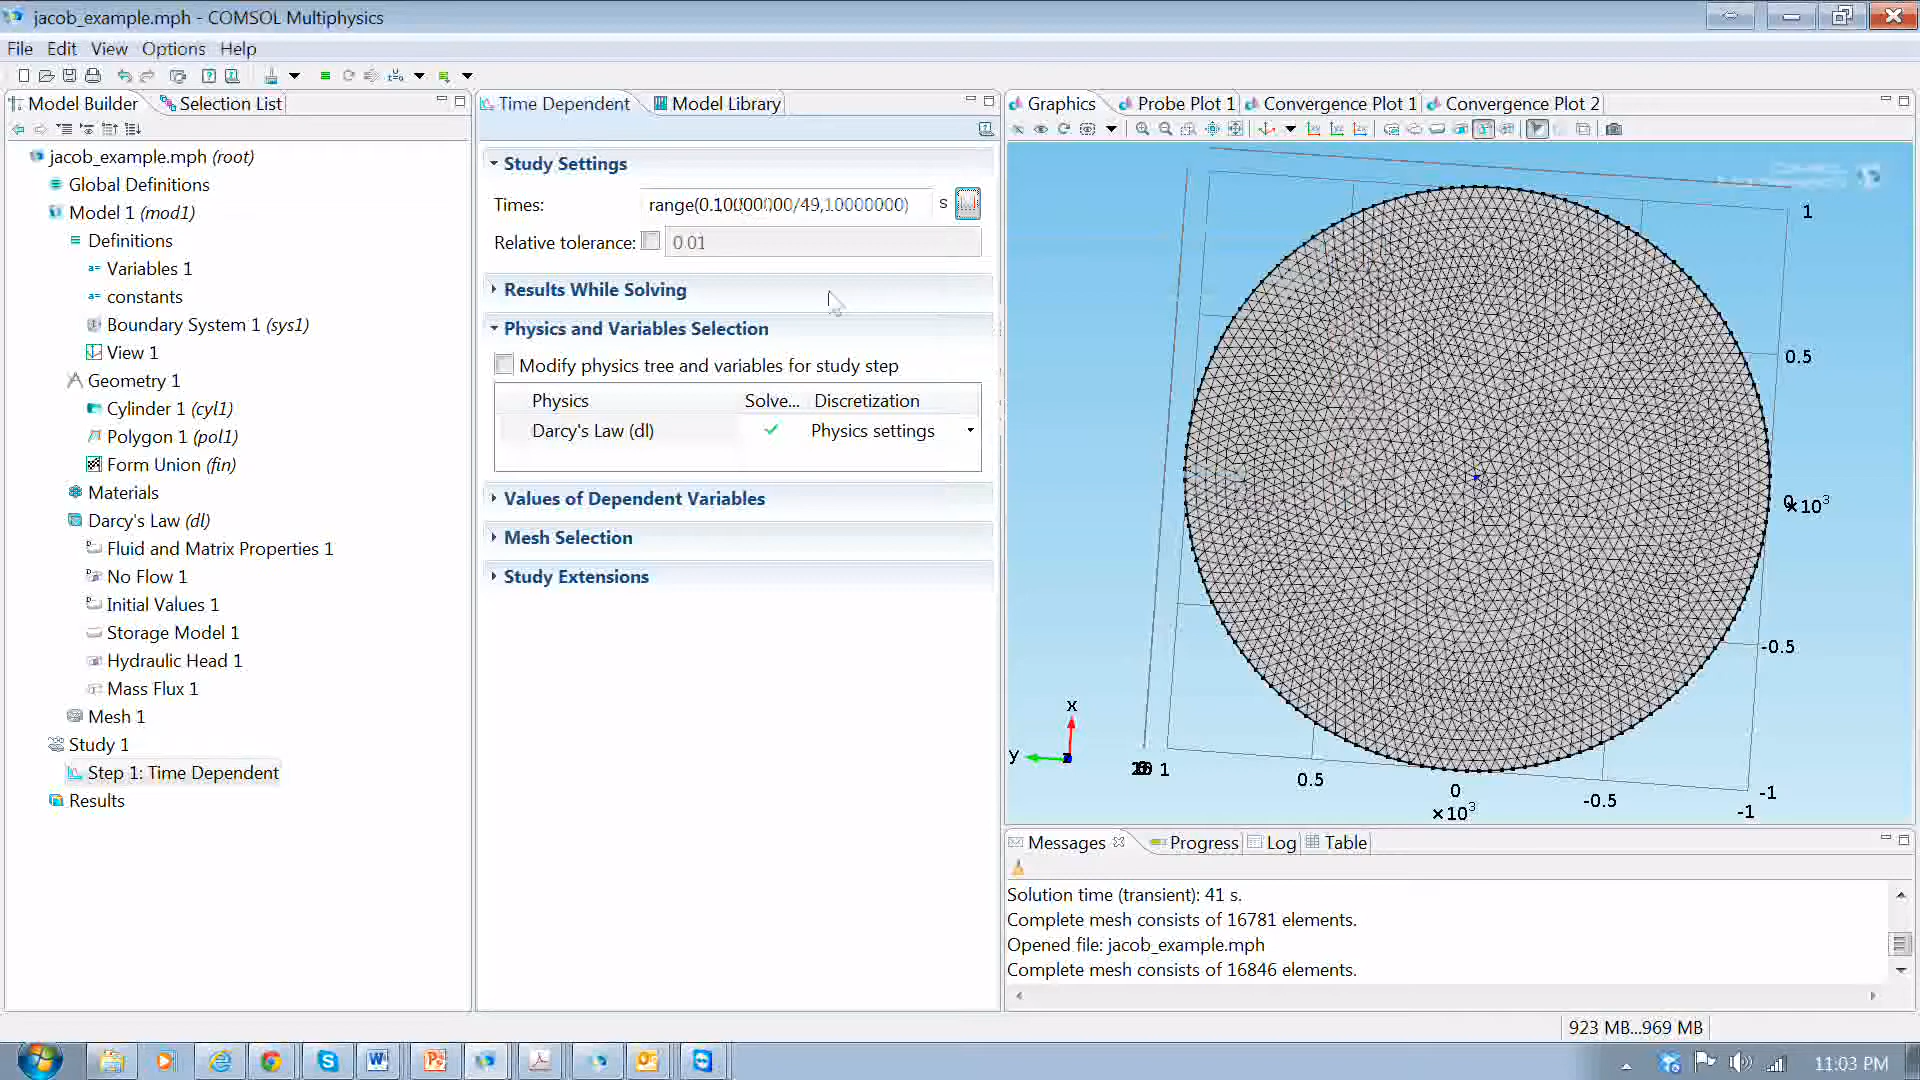 jacob_example.mph - COMSOL Multiphysics
File Edit View Options Help
Model Builder Selection List
jacob_example.mph (root)
Global Definitions
Model 1 (mod1)
Definitions
Variables 1
constants
Boundary System 1 (sys1)
View 1
Geometry 1
Cylinder 1 (cyl1)
Polygon 1 (pol1)
Form Union (fin)
Materials
Darcy's Law (dl)
Fluid and Matrix Properties 1
No Flow 1
Initial Values 1
Storage Model 1
Hydraulic Head 1
Mass Flux 1
Mesh 1
Study 1
Step 1: Time Dependent
Results
Time Dependent Model Library
Study Settings
Times: s
Relative tolerance: 0.01
Results While Solving
Physics and Variables Selection
Modify physics tree and variables for study step
Physics Solve... Discretization
Darcy's Law (dl) Physics settings
Values of Dependent Variables
Mesh Selection
Study Extensions
Graphics Probe Plot 1 Convergence Plot 1 Convergence Plot 2
1
0.5
×10³
-0.5
-1
x
y
1 0.5 0 -0.5 -1
×10³
Messages Progress Log Table
Solution time (transient): 41 s.
Complete mesh consists of 16781 elements.
Opened file: jacob_example.mph
Complete mesh consists of 16846 elements.
923 MB...969 MB
11:03 PM